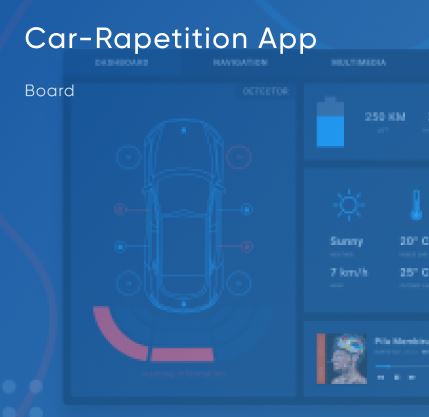 Car-Rapetition App
Board
DASHBOARD
NAVIGATION
MULTIMEDIA
DETECTOR
250 KM
Sunny
20° C
7 km/h
25° C